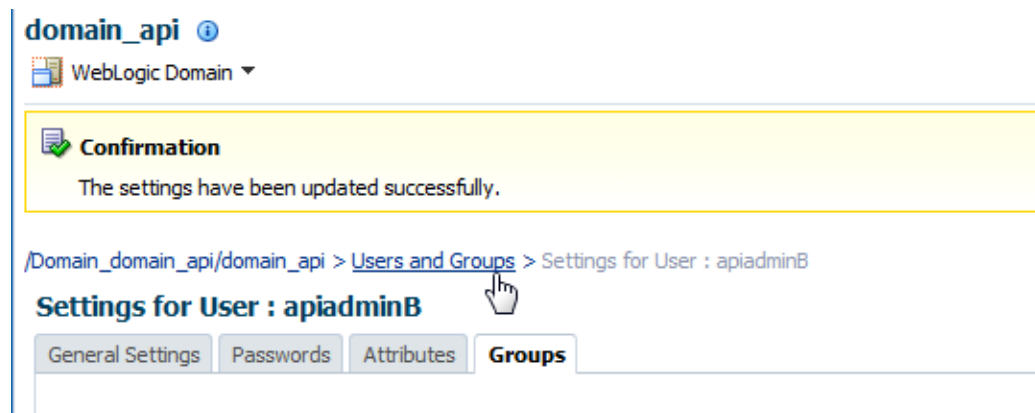 domain_api
WebLogic Domain
Confirmation
The settings have been updated successfully.
/Domain_domain_api/domain_api > Users and Groups > Settings for User : apiadminB
Settings for User : apiadminB
General Settings Passwords Attributes Groups